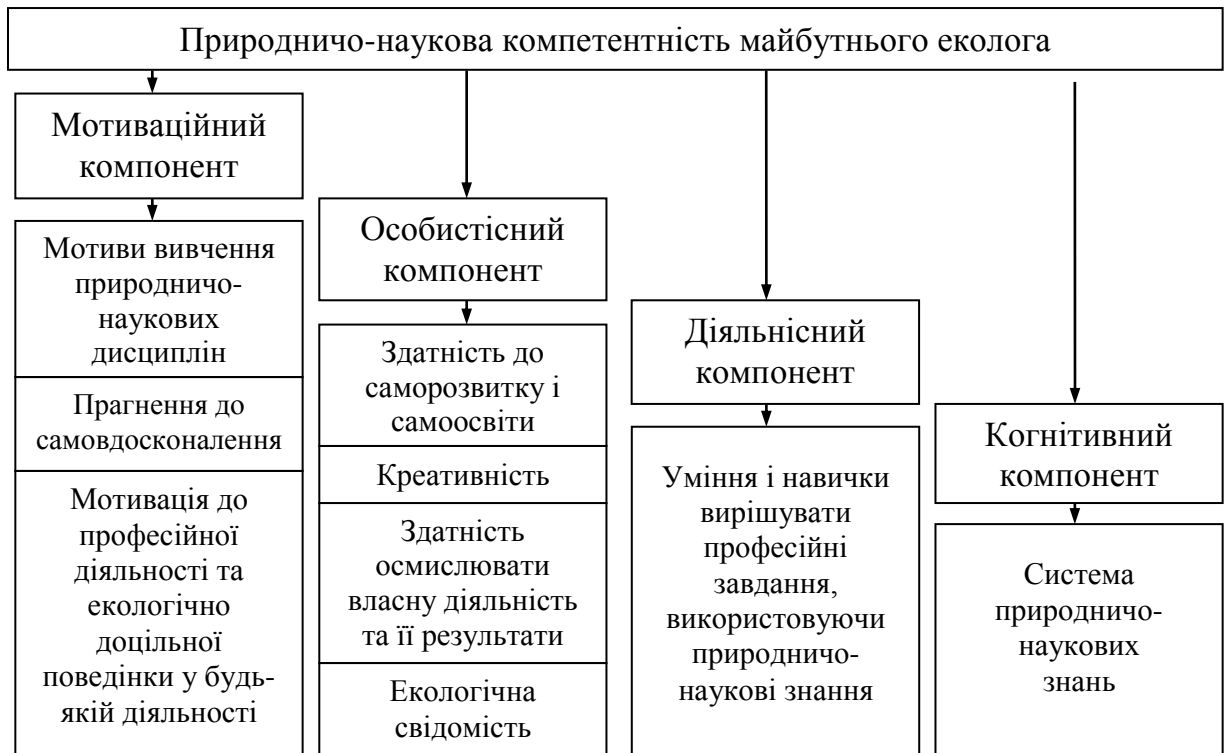 Природничо-наукова компетентність майбутнього еколога
Мотиваційний
компонент
Мотиви вивчення
природничо-
наукових
дисциплін
Прагнення до
самовдосконалення
Мотивація до
професійної
діяльності та
екологічно
доцільної
поведінки у будь-
якій діяльності
Особистісний
компонент
Здатність до
саморозвитку і
самоосвіти
Креативність
Здатність
осмислювати
власну діяльність
та її результати
Екологічна
свідомість
Діяльнісний
компонент
Уміння і навички
вирішувати
професійні
завдання,
використовуючи
природничо-
наукові знання
Когнітивний
компонент
Система
природничо-
наукових
знань